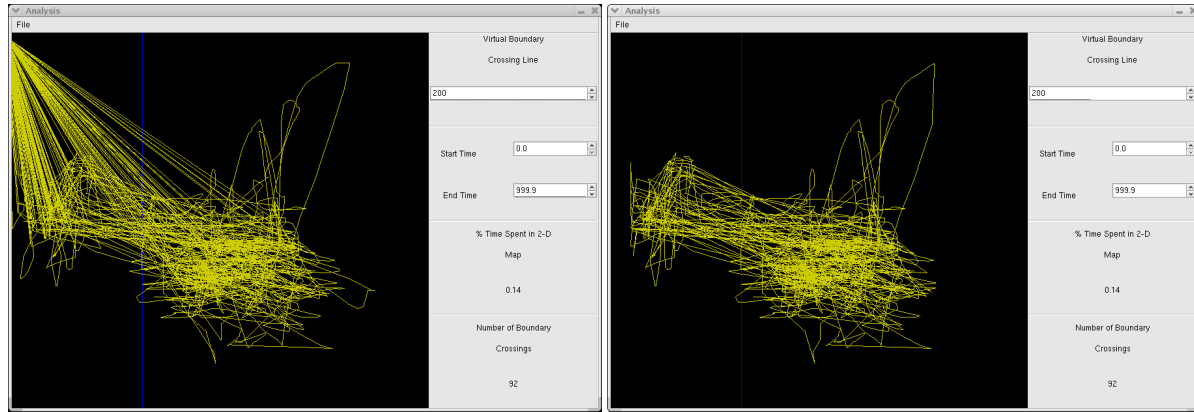 Analysis
File
Virtual Boundary
Crossing Line
200
Start Time 0.0
End Time 999.9
% Time Spent in 2-D
Map
0.14
Number of Boundary
Crossings
92
Analysis
File
Virtual Boundary
Crossing Line
200
Start Time 0.0
End Time 999.9
% Time Spent in 2-D
Map
0.14
Number of Boundary
Crossings
92